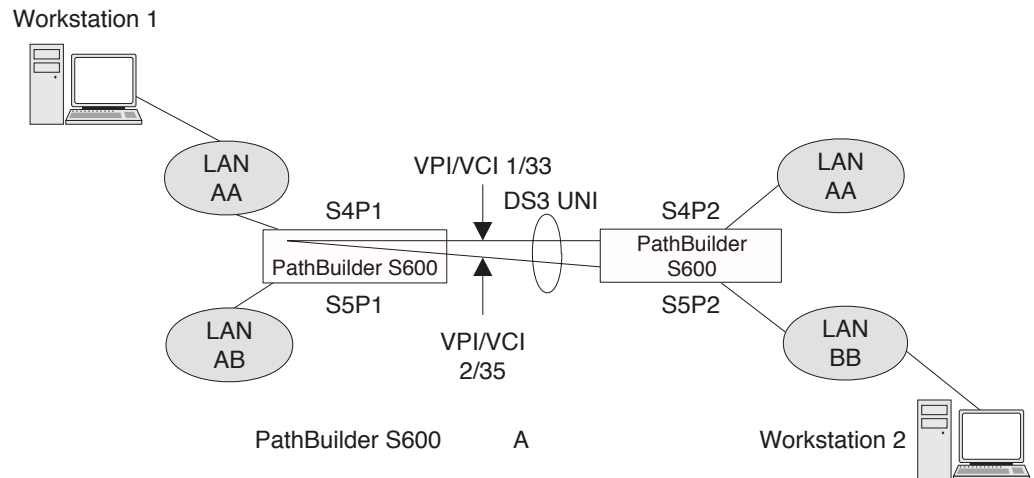 Workstation 1
LAN
AA
VPI/VCI 1/33
DS3 UNI
LAN
AA
S4P1
S4P2
PathBuilder S600
PathBuilder
S600
S5P1
S5P2
LAN
AB
VPI/VCI
2/35
LAN
BB
PathBuilder S600 A
Workstation 2